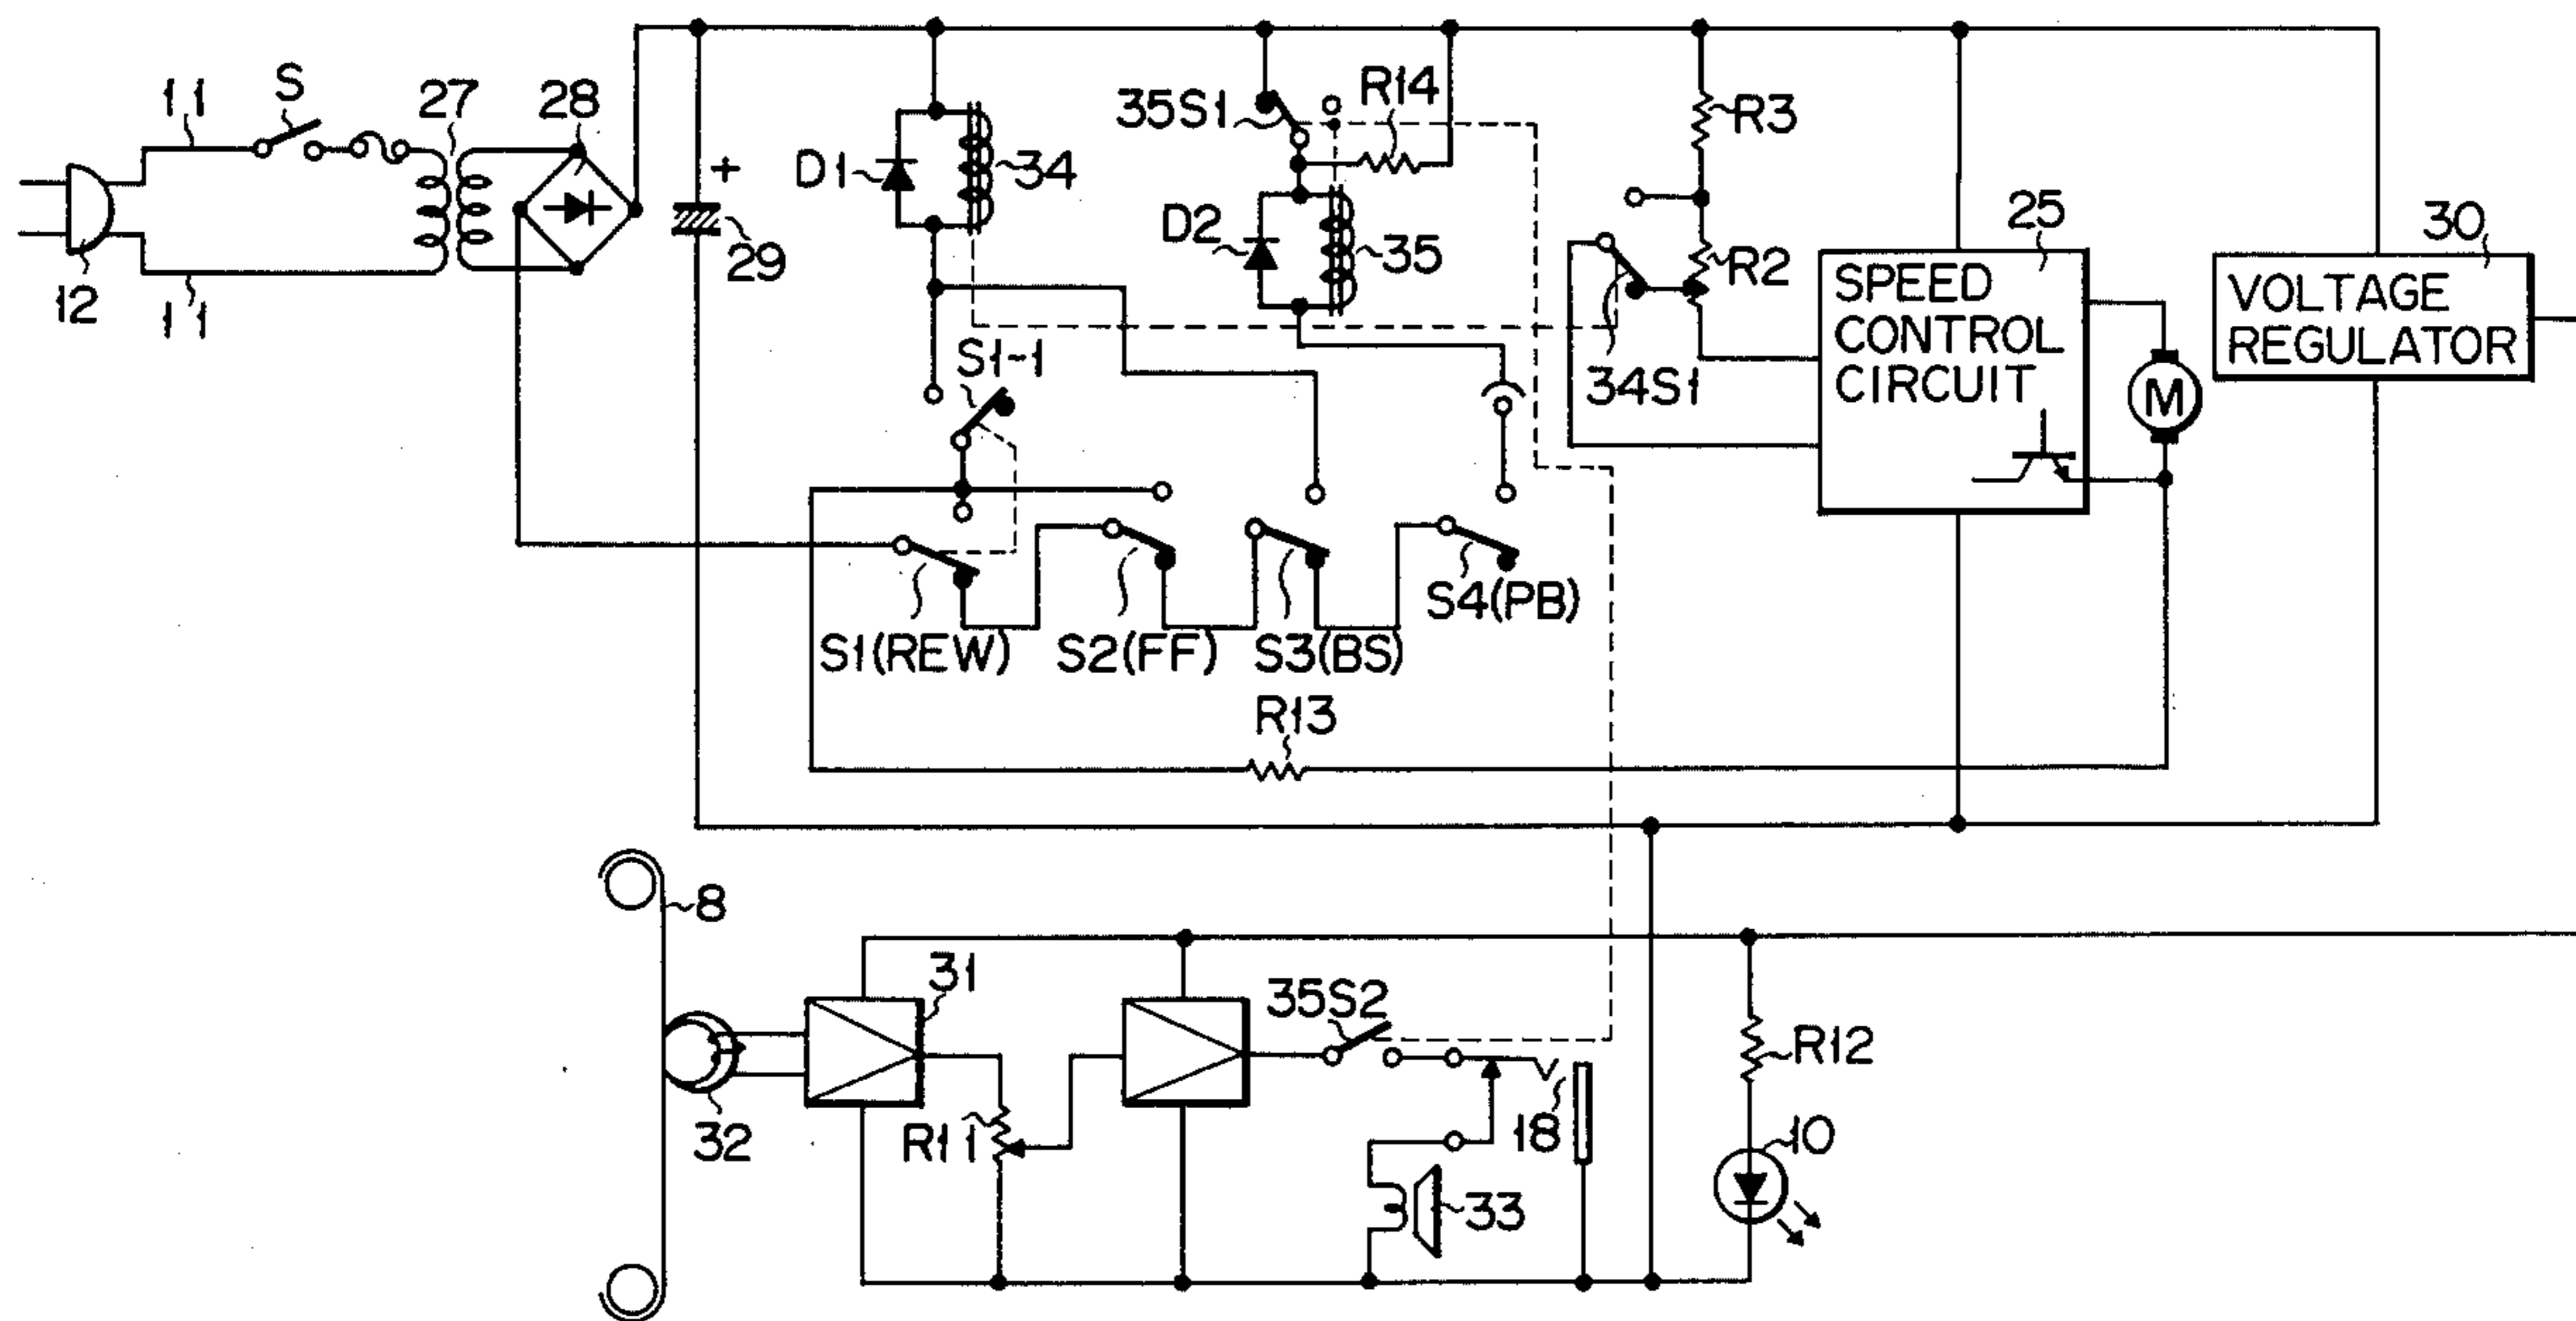 11
S
27
28
12
11
+
29
D1
34
35S1
R14
D2
35
R3
R2
34S1
25
SPEED
CONTROL
CIRCUIT
M
30
VOLTAGE
REGULATOR
S1-1
S1(REW)
S2(FF)
S3(BS)
S4(PB)
R13
8
32
31
R11
35S2
18
33
R12
10